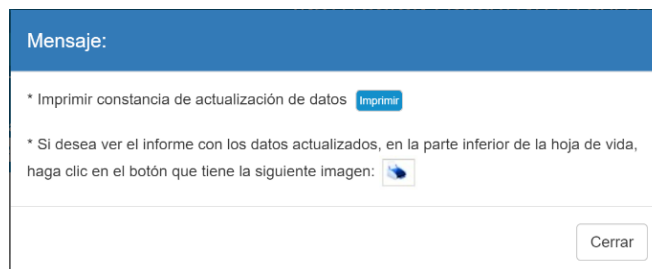 Mensaje:
* Imprimir constancia de actualización de datos Imprimir
* Si desea ver el informe con los datos actualizados, en la parte inferior de la hoja de vida,
haga clic en el botón que tiene la siguiente imagen:
Cerrar